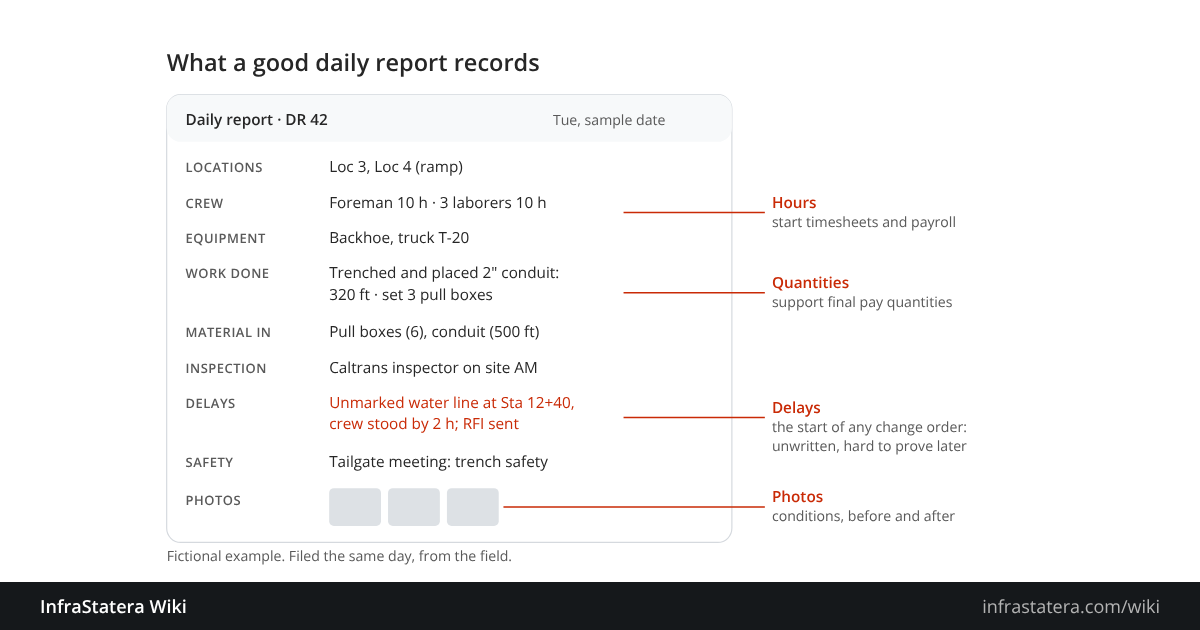 What a good daily report records
Daily report · DR 42
Tue, sample date
LOCATIONS
Loc 3, Loc 4 (ramp)
CREW
Foreman 10 h · 3 laborers 10 h
Hours
start timesheets and payroll
EQUIPMENT
Backhoe, truck T-20
WORK DONE
Trenched and placed 2" conduit:
320 ft · set 3 pull boxes
Quantities
support final pay quantities
MATERIAL IN
Pull boxes (6), conduit (500 ft)
INSPECTION
Caltrans inspector on site AM
DELAYS
Unmarked water line at Sta 12+40,
crew stood by 2 h; RFI sent
Delays
the start of any change order:
unwritten, hard to prove later
SAFETY
Tailgate meeting: trench safety
PHOTOS
Photos
conditions, before and after
Fictional example. Filed the same day, from the field.
InfraStatera Wiki
infrastatera.com/wiki